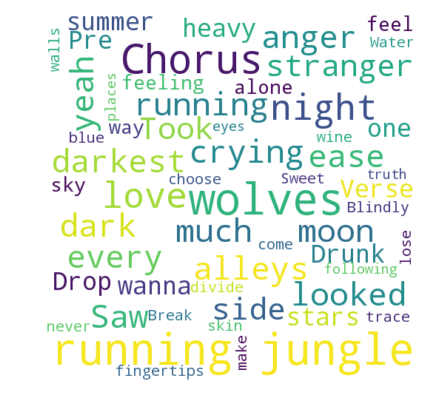 summer heavy anger feel
walls Pre Chorus stranger Water
yeah places feeling alone
running night
blue way Took eyes wine one
darkest crying ease
sky choose Sweet truth
love wolves Verse Blindly
dark much moon lose
every come Drunk
Drop wanna alleys following
divide looked
Saw Break side stars trace
never skin
running jungle
fingertips make